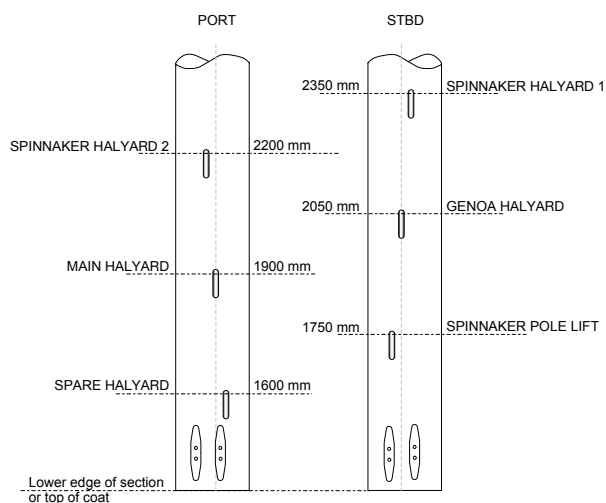 PORT
STBD
2350 mm
SPINNAKER HALYARD 1
SPINNAKER HALYARD 2
2200 mm
2050 mm
GENOA HALYARD
MAIN HALYARD
1900 mm
1750 mm
SPINNAKER POLE LIFT
SPARE HALYARD
1600 mm
Lower edge of section
or top of coat